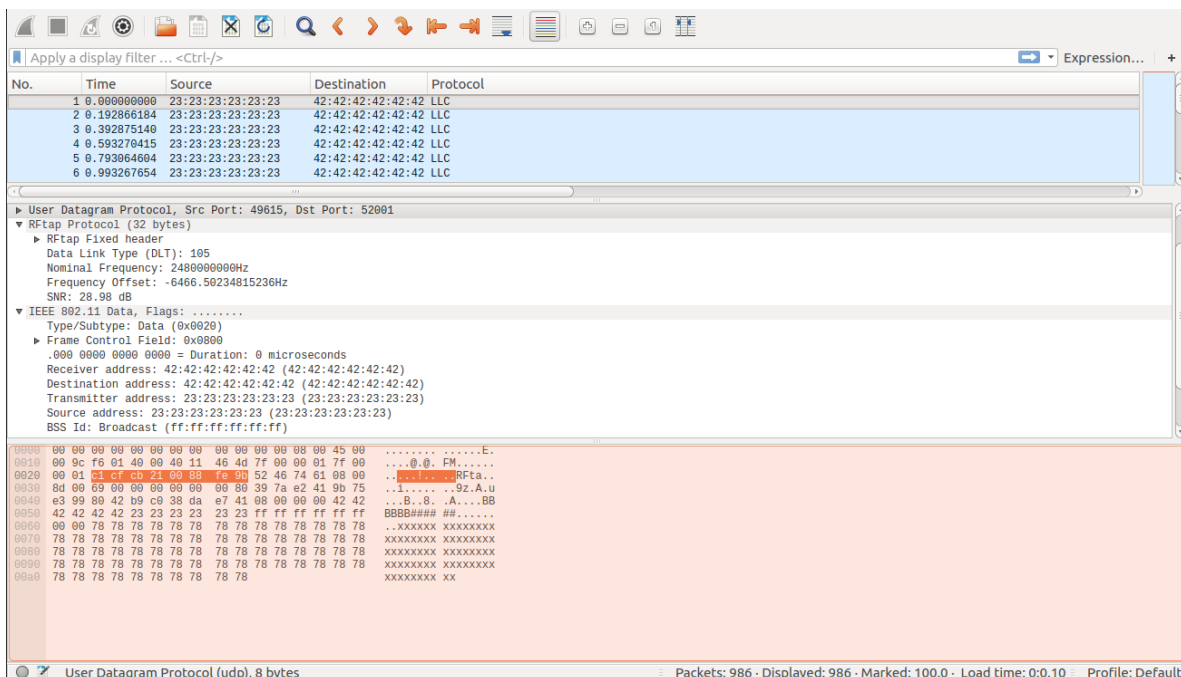 Apply a display filter ... <Ctrl-/>
Expression... +
No. Time Source Destination Protocol
1 0.000000000 23:23:23:23:23:23 42:42:42:42:42:42 LLC
2 0.192866184 23:23:23:23:23:23 42:42:42:42:42:42 LLC
3 0.392875140 23:23:23:23:23:23 42:42:42:42:42:42 LLC
4 0.593270415 23:23:23:23:23:23 42:42:42:42:42:42 LLC
5 0.793064604 23:23:23:23:23:23 42:42:42:42:42:42 LLC
6 0.993267654 23:23:23:23:23:23 42:42:42:42:42:42 LLC
User Datagram Protocol, Src Port: 49615, Dst Port: 52001
RFtap Protocol (32 bytes)
RFtap Fixed header
Data Link Type (DLT): 105
Nominal Frequency: 2480000000Hz
Frequency Offset: -6466.50234815236Hz
SNR: 28.98 dB
IEEE 802.11 Data, Flags: ........
Type/Subtype: Data (0x0020)
Frame Control Field: 0x0800
.000 0000 0000 0000 = Duration: 0 microseconds
Receiver address: 42:42:42:42:42:42 (42:42:42:42:42:42)
Destination address: 42:42:42:42:42:42 (42:42:42:42:42:42)
Transmitter address: 23:23:23:23:23:23 (23:23:23:23:23:23)
Source address: 23:23:23:23:23:23 (23:23:23:23:23:23)
BSS Id: Broadcast (ff:ff:ff:ff:ff:ff)
0000 00 00 00 00 00 00 00 00 00 00 00 00 08 00 45 00 ........ ......E.
0010 00 9c f6 01 40 00 40 11 46 4d 7f 00 00 01 7f 00 ....@.@. FM......
0020 00 01 c1 cf cb 21 00 88 fe 9b 52 46 74 61 08 00 .....!.. ..RFta..
0030 8d 00 69 00 00 00 00 00 00 80 39 7a e2 41 9b 75 ..i..... ..9z.A.u
0040 e3 99 80 42 b9 c0 38 da e7 41 08 00 00 00 42 42 ...B..8. .A....BB
0050 42 42 42 42 23 23 23 23 23 23 ff ff ff ff ff ff BBBB#### ##......
0060 00 00 78 78 78 78 78 78 78 78 78 78 78 78 78 78 ..xxxxxx xxxxxxxx
0070 78 78 78 78 78 78 78 78 78 78 78 78 78 78 78 78 xxxxxxxx xxxxxxxx
0080 78 78 78 78 78 78 78 78 78 78 78 78 78 78 78 78 xxxxxxxx xxxxxxxx
0090 78 78 78 78 78 78 78 78 78 78 78 78 78 78 78 78 xxxxxxxx xxxxxxxx
00a0 78 78 78 78 78 78 78 78 78 78 xxxxxxxx xx
User Datagram Protocol (udp), 8 bytes
Packets: 986 · Displayed: 986 · Marked: 100.0 · Load time: 0:0.10
Profile: Default